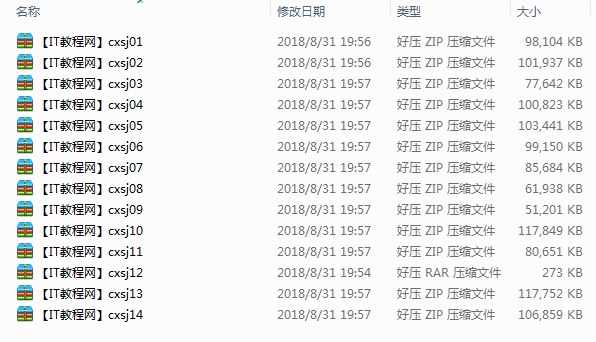 名称 修改日期 类型 大小
【IT教程网】cxsj01 2018/8/31 19:56 好压 ZIP 压缩文件 98,104 KB
【IT教程网】cxsj02 2018/8/31 19:56 好压 ZIP 压缩文件 101,937 KB
【IT教程网】cxsj03 2018/8/31 19:57 好压 ZIP 压缩文件 77,642 KB
【IT教程网】cxsj04 2018/8/31 19:57 好压 ZIP 压缩文件 100,823 KB
【IT教程网】cxsj05 2018/8/31 19:57 好压 ZIP 压缩文件 103,441 KB
【IT教程网】cxsj06 2018/8/31 19:57 好压 ZIP 压缩文件 99,150 KB
【IT教程网】cxsj07 2018/8/31 19:57 好压 ZIP 压缩文件 85,684 KB
【IT教程网】cxsj08 2018/8/31 19:57 好压 ZIP 压缩文件 61,938 KB
【IT教程网】cxsj09 2018/8/31 19:57 好压 ZIP 压缩文件 51,201 KB
【IT教程网】cxsj10 2018/8/31 19:57 好压 ZIP 压缩文件 117,849 KB
【IT教程网】cxsj11 2018/8/31 19:57 好压 ZIP 压缩文件 80,651 KB
【IT教程网】cxsj12 2018/8/31 19:54 好压 RAR 压缩文件 273 KB
【IT教程网】cxsj13 2018/8/31 19:57 好压 ZIP 压缩文件 117,752 KB
【IT教程网】cxsj14 2018/8/31 19:57 好压 ZIP 压缩文件 106,859 KB